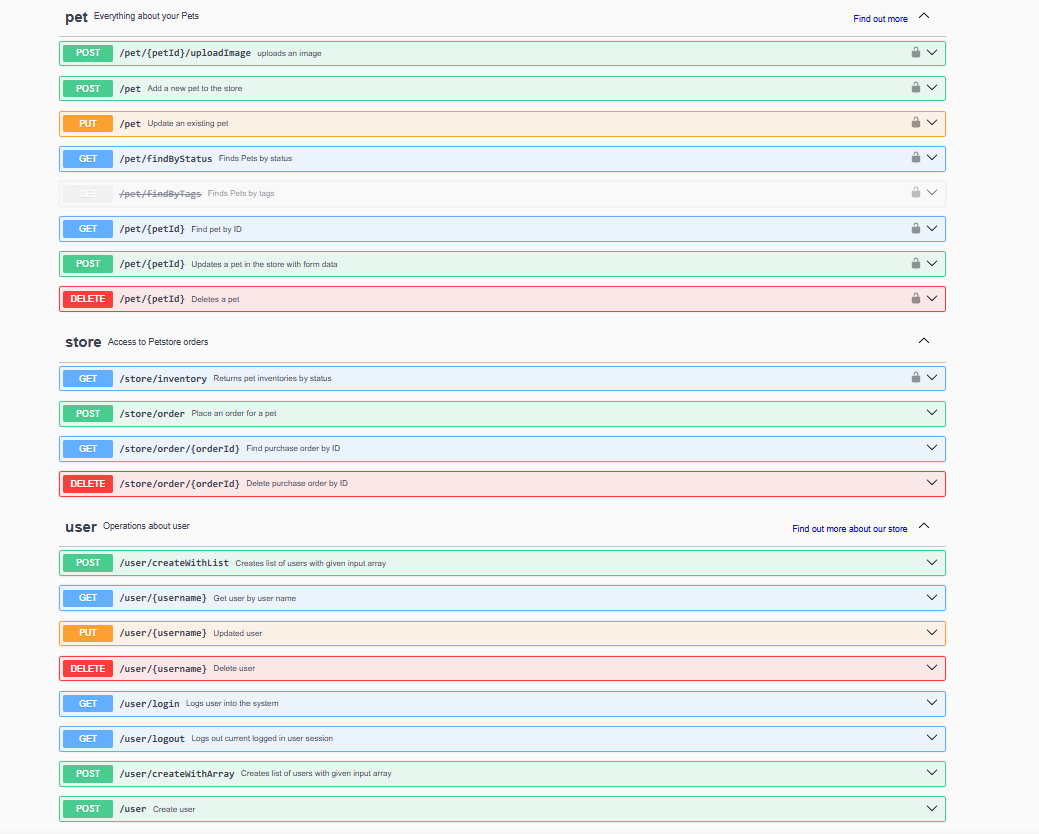 pet Everything about your Pets Find out more
POST /pet/{petId}/uploadImage uploads an image
POST /pet Add a new pet to the store
PUT /pet Update an existing pet
GET /pet/findByStatus Finds Pets by status
GET /pet/findByTags Finds Pets by tags
GET /pet/{petId} Find pet by ID
POST /pet/{petId} Updates a pet in the store with form data
DELETE /pet/{petId} Deletes a pet
store Access to Petstore orders
GET /store/inventory Returns pet inventories by status
POST /store/order Place an order for a pet
GET /store/order/{orderId} Find purchase order by ID
DELETE /store/order/{orderId} Delete purchase order by ID
user Operations about user Find out more about our store
POST /user/createWithList Creates list of users with given input array
GET /user/{username} Get user by user name
PUT /user/{username} Updated user
DELETE /user/{username} Delete user
GET /user/login Logs user into the system
GET /user/logout Logs out current logged in user session
POST /user/createWithArray Creates list of users with given input array
POST /user Create user